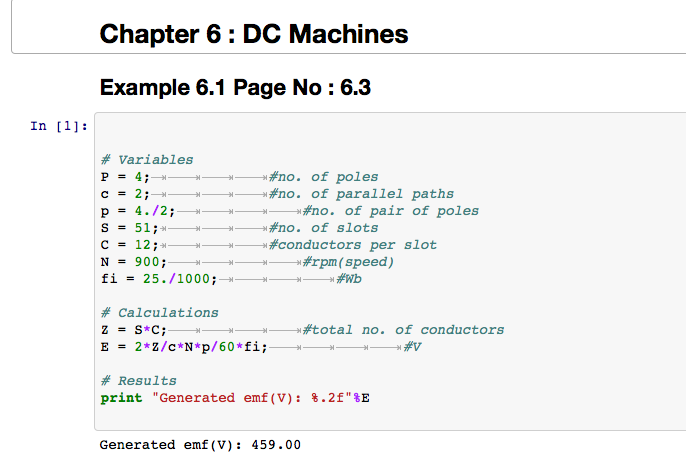 Chapter 6 : DC Machines
Example 6.1 Page No : 6.3
In [1]:
# Variables
P = 4; #no. of poles
c = 2; #no. of parallel paths
p = 4./2; #no. of pair of poles
S = 51; #no. of slots
C = 12; #conductors per slot
N = 900; #rpm(speed)
fi = 25./1000; #Wb
# Calculations
Z = S*C; #total no. of conductors
E = 2*Z/c*N*p/60*fi; #V
# Results
print "Generated emf(V): %.2f"%E
Generated emf(V): 459.00